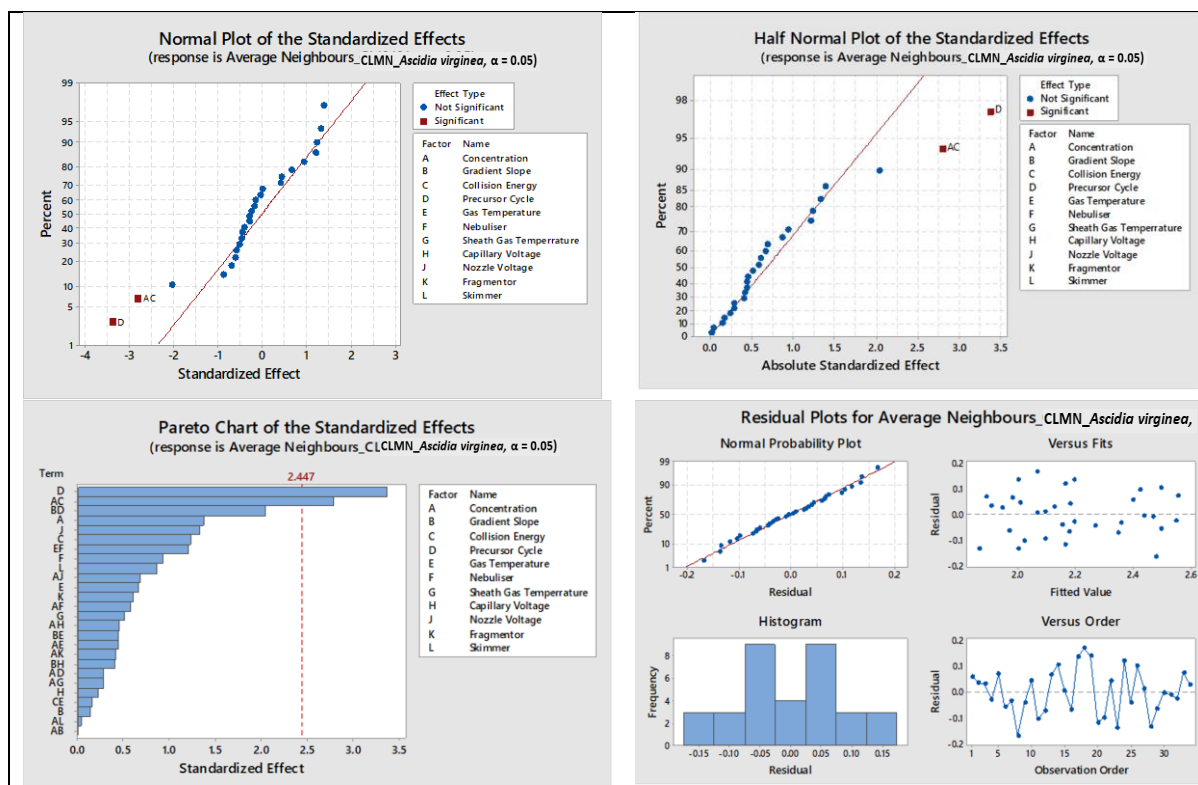 Normal Plot of the Standardized Effects
(response is Average Neighbours_CLMN_Ascidia virginea, α = 0.05)
99
95
90
80
70
60
50
40
30
20
10
5
1
Percent
-4 -3 -2 -1 0 1 2 3
Standardized Effect
AC
D
Effect Type
Not Significant
Significant
Factor Name
A Concentration
B Gradient Slope
C Collision Energy
D Precursor Cycle
E Gas Temperature
F Nebuliser
G Sheath Gas Temperrature
H Capillary Voltage
J Nozzle Voltage
K Fragmentor
L Skimmer
Half Normal Plot of the Standardized Effects
(response is Average Neighbours_CLMN_Ascidia virginea, α = 0.05)
98
95
90
85
80
70
60
50
40
30
20
10
0
Percent
0.0 0.5 1.0 1.5 2.0 2.5 3.0 3.5
Absolute Standardized Effect
D
AC
Effect Type
Not Significant
Significant
Factor Name
A Concentration
B Gradient Slope
C Collision Energy
D Precursor Cycle
E Gas Temperature
F Nebuliser
G Sheath Gas Temperrature
H Capillary Voltage
J Nozzle Voltage
K Fragmentor
L Skimmer
Pareto Chart of the Standardized Effects
(response is Average Neighbours_CLCLMN_Ascidia virginea, α = 0.05)
Term
2.447
D
AC
BD
A
J
C
EF
F
L
AJ
E
K
AF
G
AH
BE
AE
AK
BH
AD
AG
H
CE
B
AL
AB
0.0 0.5 1.0 1.5 2.0 2.5 3.0 3.5
Standardized Effect
Factor Name
A Concentration
B Gradient Slope
C Collision Energy
D Precursor Cycle
E Gas Temperature
F Nebuliser
G Sheath Gas Temperrature
H Capillary Voltage
J Nozzle Voltage
K Fragmentor
L Skimmer
Residual Plots for Average Neighbours_CLMN_Ascidia virginea,
Normal Probability Plot
99
90
50
10
1
Percent
-0.2 -0.1 0.0 0.1 0.2
Residual
Versus Fits
0.2
0.1
0.0
-0.1
-0.2
Residual
2.0 2.2 2.4 2.6
Fitted Value
Histogram
8
6
4
2
0
Frequency
-0.15 -0.10 -0.05 0.00 0.05 0.10 0.15
Residual
Versus Order
0.2
0.1
0.0
-0.1
-0.2
Residual
1 5 10 15 20 25 30
Observation Order